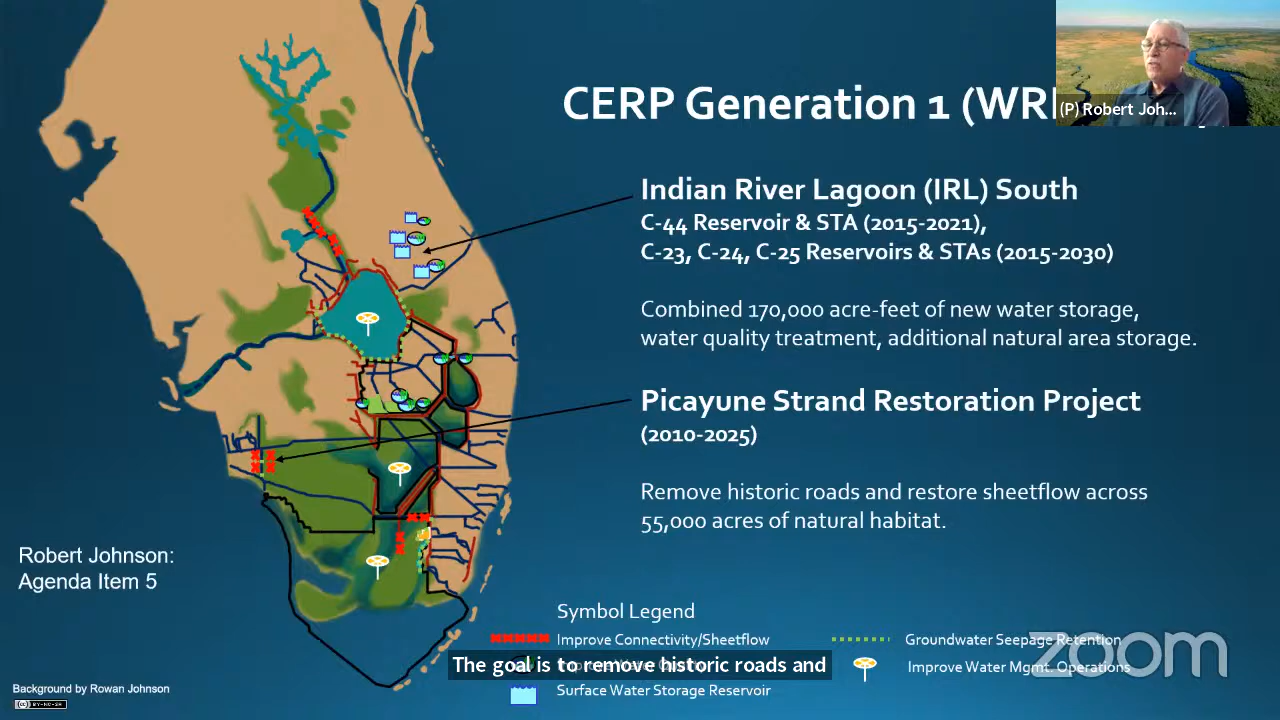 CERP Generation 1 (WR
(P) Robert Joh...
Indian River Lagoon (IRL) South
C-44 Reservoir & STA (2015-2021),
C-23, C-24, C-25 Reservoirs & STAs (2015-2030)
Combined 170,000 acre-feet of new water storage,
water quality treatment, additional natural area storage.
Picayune Strand Restoration Project
(2010-2025)
Remove historic roads and restore sheetflow across
55,000 acres of natural habitat.
Robert Johnson:
Agenda Item 5
Symbol Legend
Improve Connectivity/Sheetflow
Groundwater Seepage Retention
The goal is to remove historic roads and
Improve Water Mgmt. Operations
Surface Water Storage Reservoir
zoom
Background by Rowan Johnson
CC BY-NC-SA